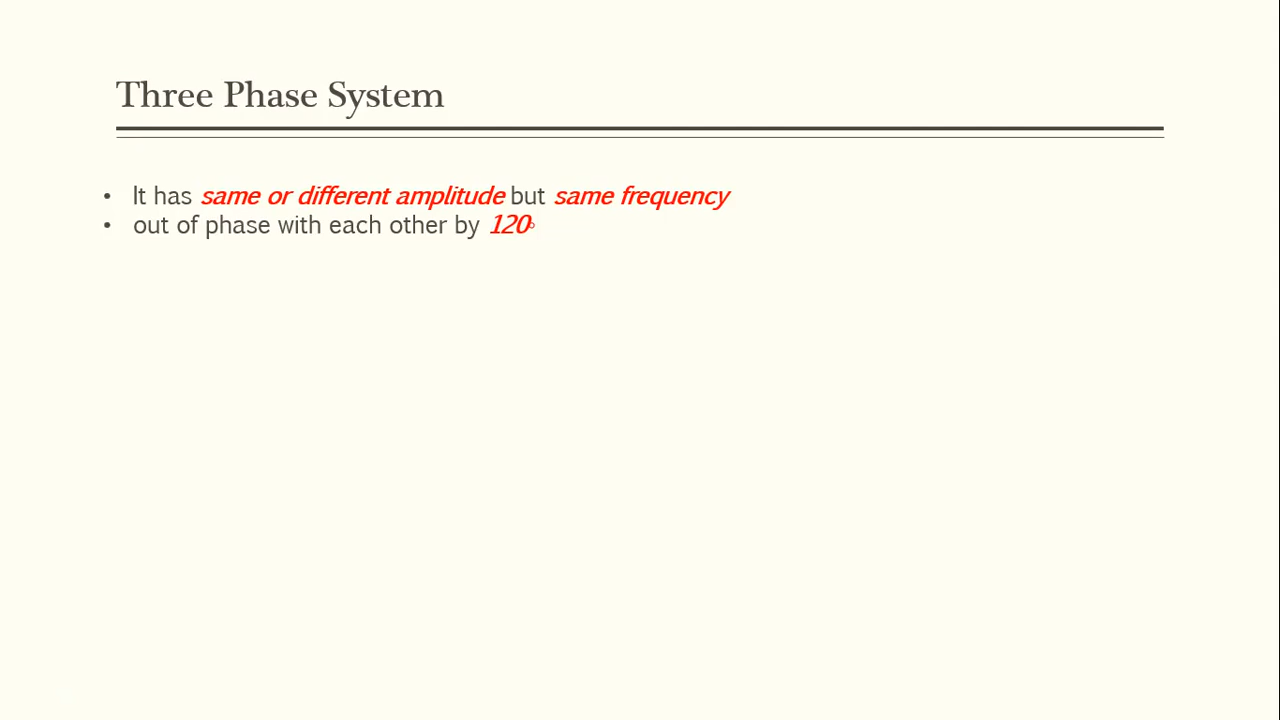 Three Phase System
• It has same or different amplitude but same frequency
• out of phase with each other by 120°